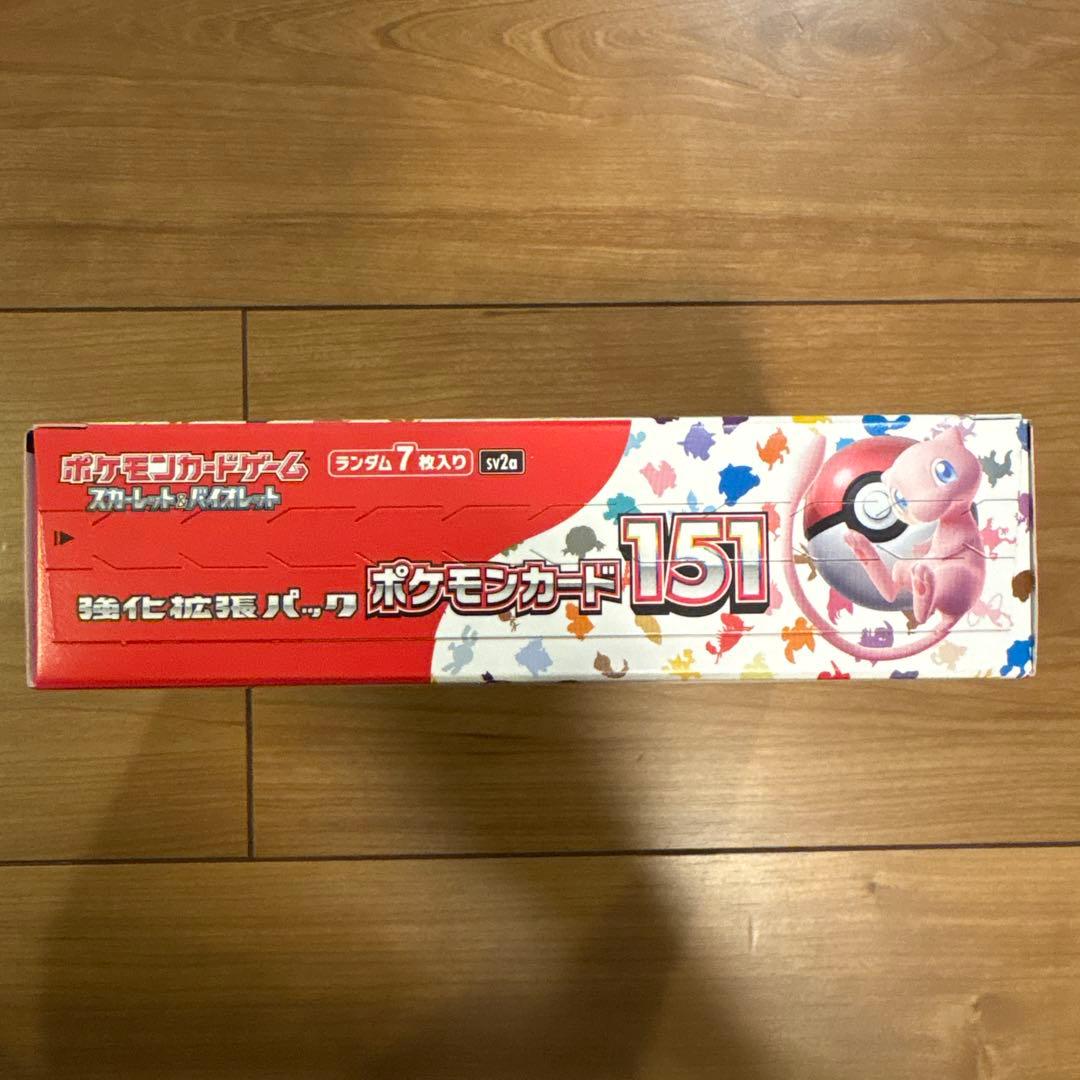 ポケモンカードゲーム
スカーレット&バイオレット
ランダム7枚入り
sv2a
強化拡張パック
ポケモンカード151